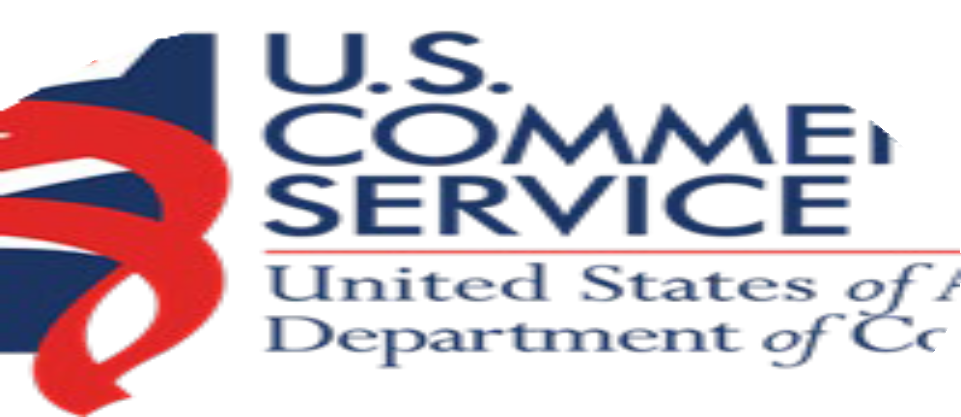 U.S.
COMME
SERVICE
United States of
Department of